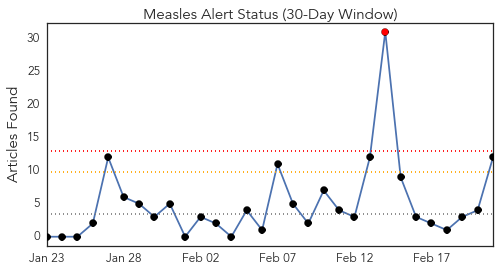 Measles Alert Status (30-Day Window)
Articles Found
30
25
20
15
10
5
0
Jan 23
Jan 28
Feb 02
Feb 07
Feb 12
Feb 17